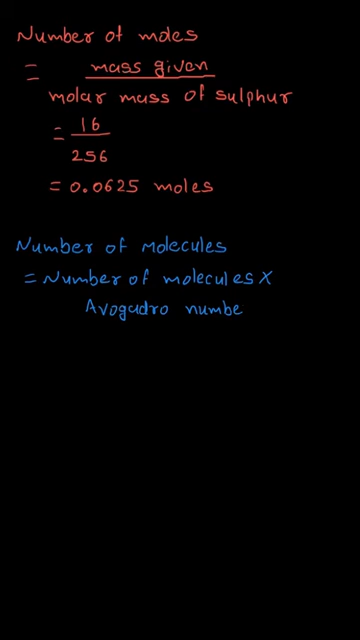 Number of moles
= mass given
molar mass of sulphur
= 16
256
= 0.0625 moles
Number of Molecules
= Number of molecules X
Avogadro numbe